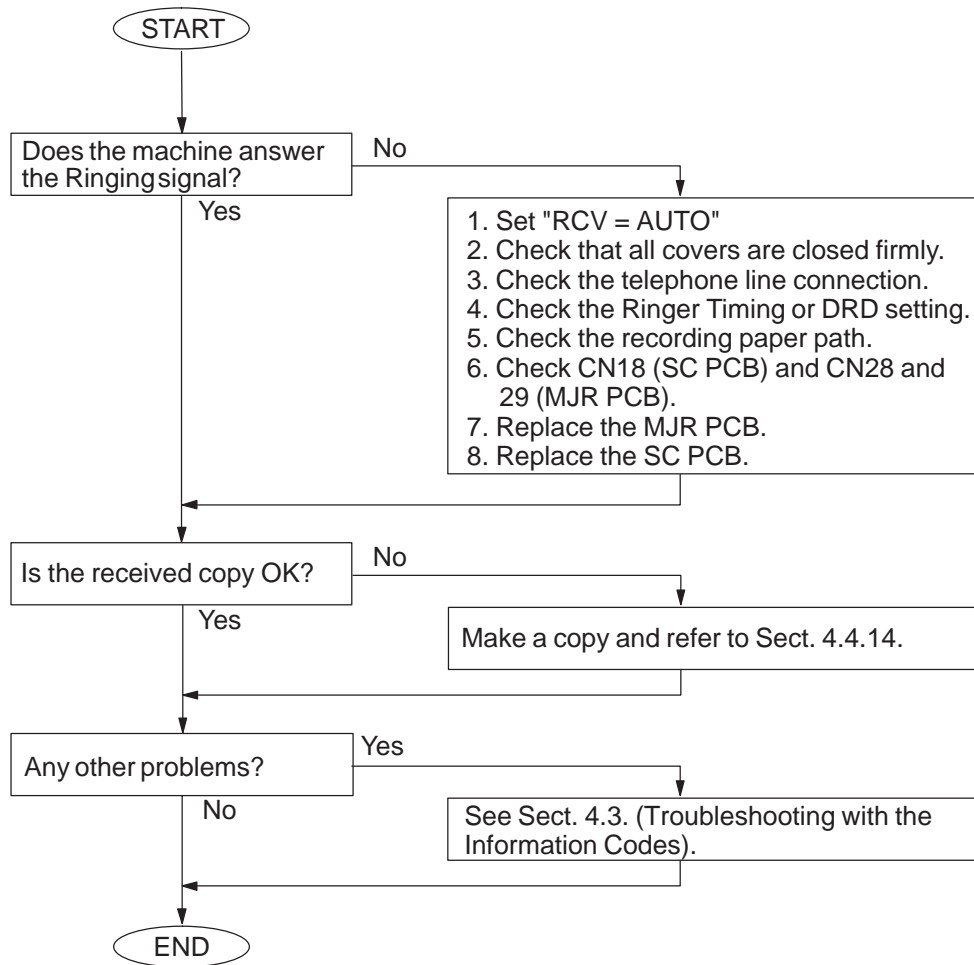 START
Does the machine answer
the Ringing signal?
No
Yes
1. Set "RCV = AUTO"
2. Check that all covers are closed firmly.
3. Check the telephone line connection.
4. Check the Ringer Timing or DRD setting.
5. Check the recording paper path.
6. Check CN18 (SC PCB) and CN28 and
29 (MJR PCB).
7. Replace the MJR PCB.
8. Replace the SC PCB.
Is the received copy OK?
No
Yes
Make a copy and refer to Sect. 4.4.14.
Any other problems?
Yes
No
See Sect. 4.3. (Troubleshooting with the
Information Codes).
END